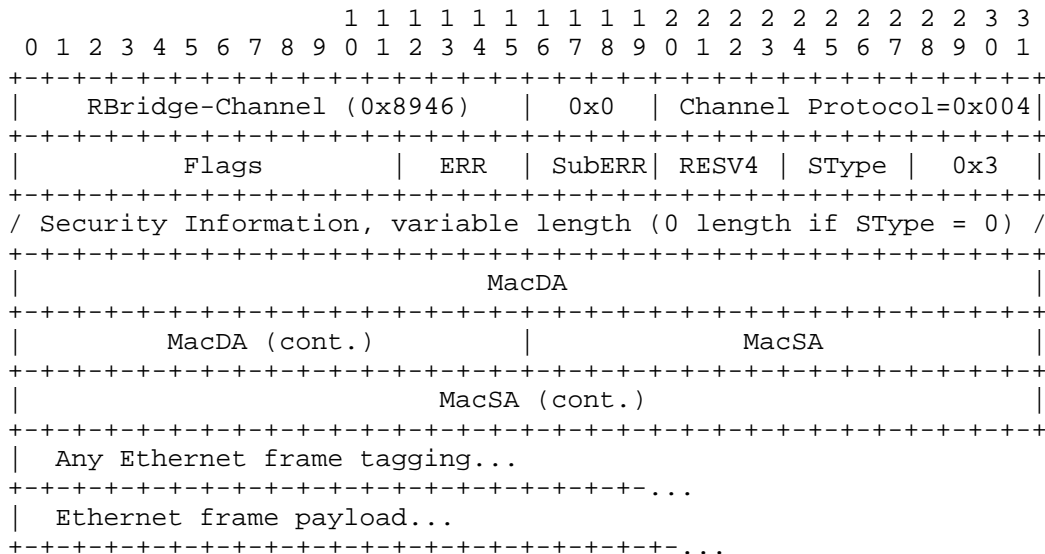 1 1 1 1 1 1 1 1 1 1 2 2 2 2 2 2 2 2 2 2 3 3
 0 1 2 3 4 5 6 7 8 9 0 1 2 3 4 5 6 7 8 9 0 1 2 3 4 5 6 7 8 9 0 1
+-+-+-+-+-+-+-+-+-+-+-+-+-+-+-+-+-+-+-+-+-+-+-+-+-+-+-+-+-+-+-+-+
|    RBridge-Channel (0x8946)   |  0x0  | Channel Protocol=0x004|
+-+-+-+-+-+-+-+-+-+-+-+-+-+-+-+-+-+-+-+-+-+-+-+-+-+-+-+-+-+-+-+-+
|          Flags        |  ERR  | SubERR| RESV4 | SType |  0x3  |
+-+-+-+-+-+-+-+-+-+-+-+-+-+-+-+-+-+-+-+-+-+-+-+-+-+-+-+-+-+-+-+-+
/ Security Information, variable length (0 length if SType = 0) /
+-+-+-+-+-+-+-+-+-+-+-+-+-+-+-+-+-+-+-+-+-+-+-+-+-+-+-+-+-+-+-+-+
|                             MacDA                             |
+-+-+-+-+-+-+-+-+-+-+-+-+-+-+-+-+-+-+-+-+-+-+-+-+-+-+-+-+-+-+-+-+
|         MacDA (cont.)         |             MacSA             |
+-+-+-+-+-+-+-+-+-+-+-+-+-+-+-+-+-+-+-+-+-+-+-+-+-+-+-+-+-+-+-+-+
|                          MacSA (cont.)                        |
+-+-+-+-+-+-+-+-+-+-+-+-+-+-+-+-+-+-+-+-+-+-+-+-+-+-+-+-+-+-+-+-+
|  Any Ethernet frame tagging...
+-+-+-+-+-+-+-+-+-+-+-+-+-+-+-+-+-+-+-+-...
|  Ethernet frame payload...
+-+-+-+-+-+-+-+-+-+-+-+-+-+-+-+-+-+-+-+-+-...